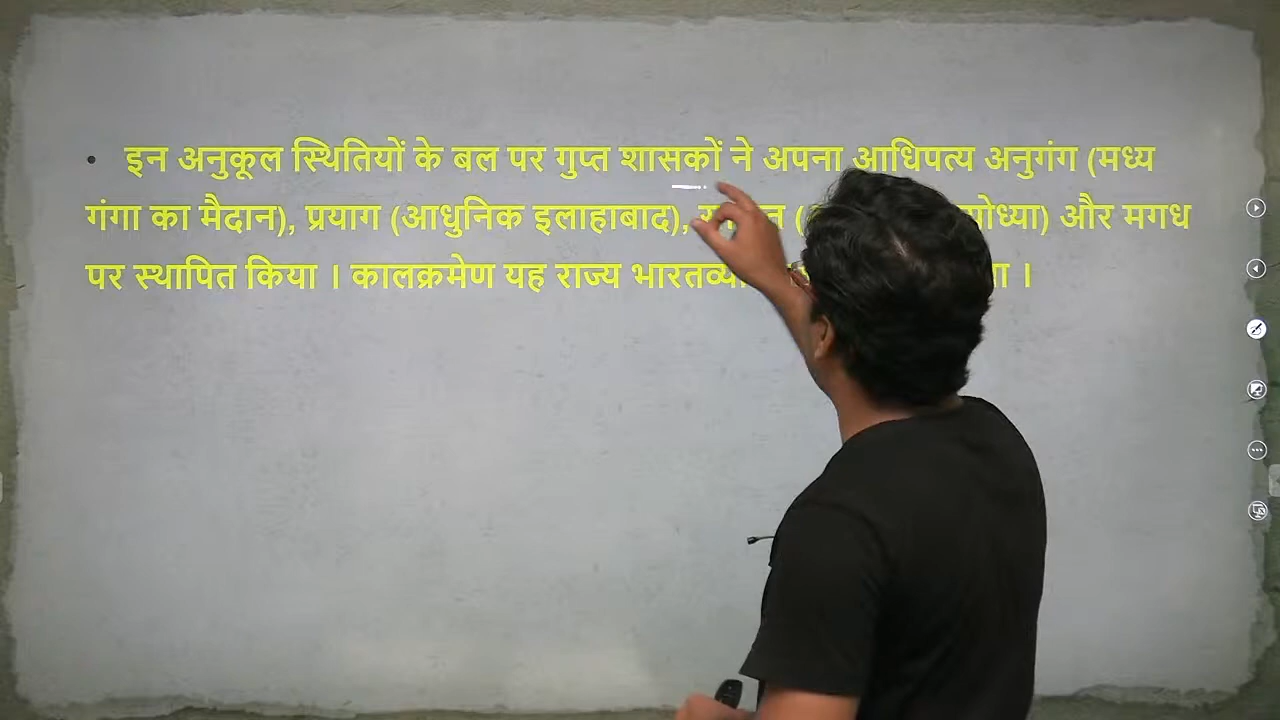 • इन अनुकूल स्थितियों के बल पर गुप्त शासकों ने अपना आधिपत्य अनुगंग (मध्य
गंगा का मैदान), प्रयाग (आधुनिक इलाहाबाद), और मगध
पर स्थापित किया । कालक्रमेण यह राज्य ।